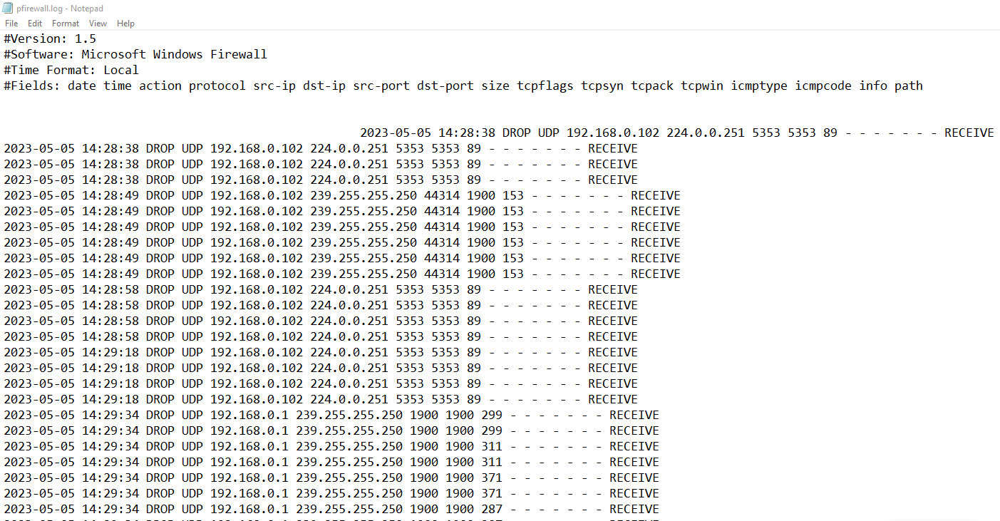 pfirewall.log - Notepad
File Edit Format View Help
#Version: 1.5
#Software: Microsoft Windows Firewall
#Time Format: Local
#Fields: date time action protocol src-ip dst-ip src-port dst-port size tcpflags tcpsyn tcpack tcpwin icmptype icmpcode info path
2023-05-05 14:28:38 DROP UDP 192.168.0.102 224.0.0.251 5353 5353 89 - - - - - - - RECEIVE
2023-05-05 14:28:38 DROP UDP 192.168.0.102 224.0.0.251 5353 5353 89 - - - - - - - RECEIVE
2023-05-05 14:28:38 DROP UDP 192.168.0.102 224.0.0.251 5353 5353 89 - - - - - - - RECEIVE
2023-05-05 14:28:38 DROP UDP 192.168.0.102 224.0.0.251 5353 5353 89 - - - - - - - RECEIVE
2023-05-05 14:28:49 DROP UDP 192.168.0.102 239.255.255.250 44314 1900 153 - - - - - - - RECEIVE
2023-05-05 14:28:49 DROP UDP 192.168.0.102 239.255.255.250 44314 1900 153 - - - - - - - RECEIVE
2023-05-05 14:28:49 DROP UDP 192.168.0.102 239.255.255.250 44314 1900 153 - - - - - - - RECEIVE
2023-05-05 14:28:49 DROP UDP 192.168.0.102 239.255.255.250 44314 1900 153 - - - - - - - RECEIVE
2023-05-05 14:28:49 DROP UDP 192.168.0.102 239.255.255.250 44314 1900 153 - - - - - - - RECEIVE
2023-05-05 14:28:49 DROP UDP 192.168.0.102 239.255.255.250 44314 1900 153 - - - - - - - RECEIVE
2023-05-05 14:28:58 DROP UDP 192.168.0.102 224.0.0.251 5353 5353 89 - - - - - - - RECEIVE
2023-05-05 14:28:58 DROP UDP 192.168.0.102 224.0.0.251 5353 5353 89 - - - - - - - RECEIVE
2023-05-05 14:28:58 DROP UDP 192.168.0.102 224.0.0.251 5353 5353 89 - - - - - - - RECEIVE
2023-05-05 14:28:58 DROP UDP 192.168.0.102 224.0.0.251 5353 5353 89 - - - - - - - RECEIVE
2023-05-05 14:29:18 DROP UDP 192.168.0.102 224.0.0.251 5353 5353 89 - - - - - - - RECEIVE
2023-05-05 14:29:18 DROP UDP 192.168.0.102 224.0.0.251 5353 5353 89 - - - - - - - RECEIVE
2023-05-05 14:29:18 DROP UDP 192.168.0.102 224.0.0.251 5353 5353 89 - - - - - - - RECEIVE
2023-05-05 14:29:18 DROP UDP 192.168.0.102 224.0.0.251 5353 5353 89 - - - - - - - RECEIVE
2023-05-05 14:29:34 DROP UDP 192.168.0.1 239.255.255.250 1900 1900 299 - - - - - - - RECEIVE
2023-05-05 14:29:34 DROP UDP 192.168.0.1 239.255.255.250 1900 1900 299 - - - - - - - RECEIVE
2023-05-05 14:29:34 DROP UDP 192.168.0.1 239.255.255.250 1900 1900 311 - - - - - - - RECEIVE
2023-05-05 14:29:34 DROP UDP 192.168.0.1 239.255.255.250 1900 1900 311 - - - - - - - RECEIVE
2023-05-05 14:29:34 DROP UDP 192.168.0.1 239.255.255.250 1900 1900 371 - - - - - - - RECEIVE
2023-05-05 14:29:34 DROP UDP 192.168.0.1 239.255.255.250 1900 1900 371 - - - - - - - RECEIVE
2023-05-05 14:29:34 DROP UDP 192.168.0.1 239.255.255.250 1900 1900 287 - - - - - - - RECEIVE